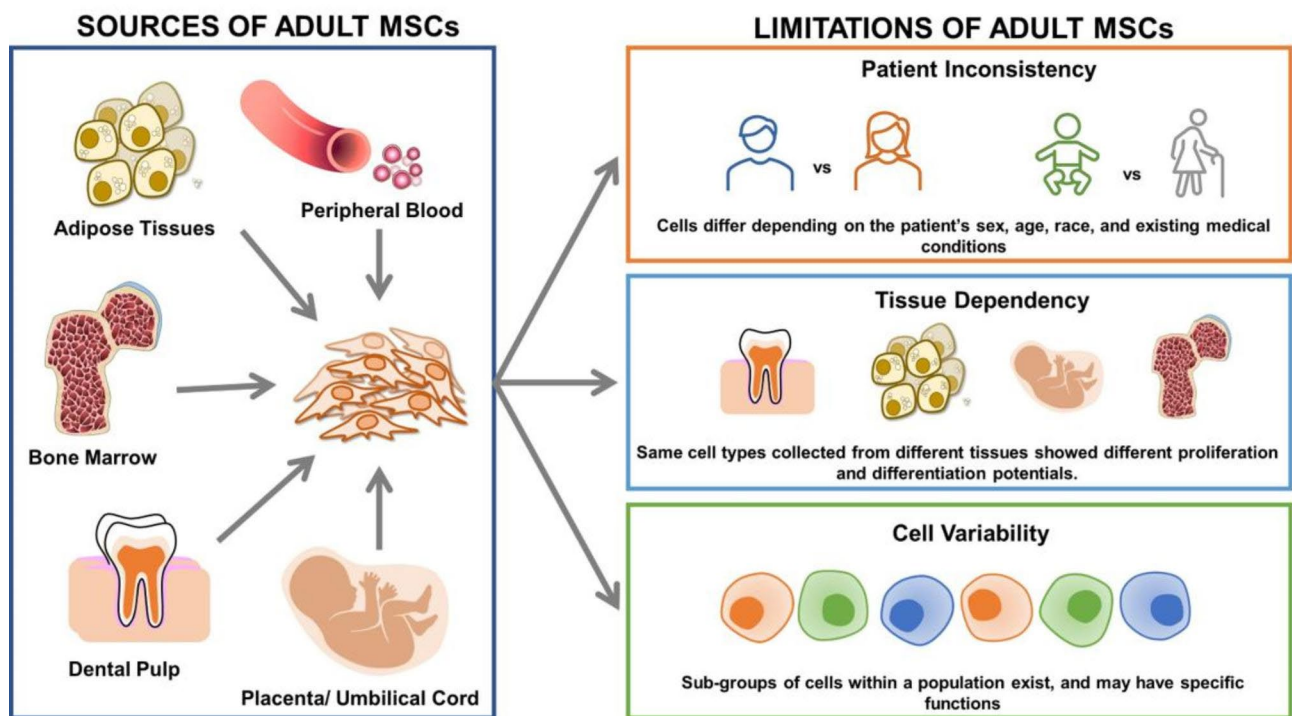 SOURCES OF ADULT MSCs
Adipose Tissues
Peripheral Blood
Bone Marrow
Dental Pulp
Placenta/ Umbilical Cord
LIMITATIONS OF ADULT MSCs
Patient Inconsistency
vs
vs
Cells differ depending on the patient's sex, age, race, and existing medical
conditions
Tissue Dependency
Same cell types collected from different tissues showed different proliferation
and differentiation potentials.
Cell Variability
Sub-groups of cells within a population exist, and may have specific
functions